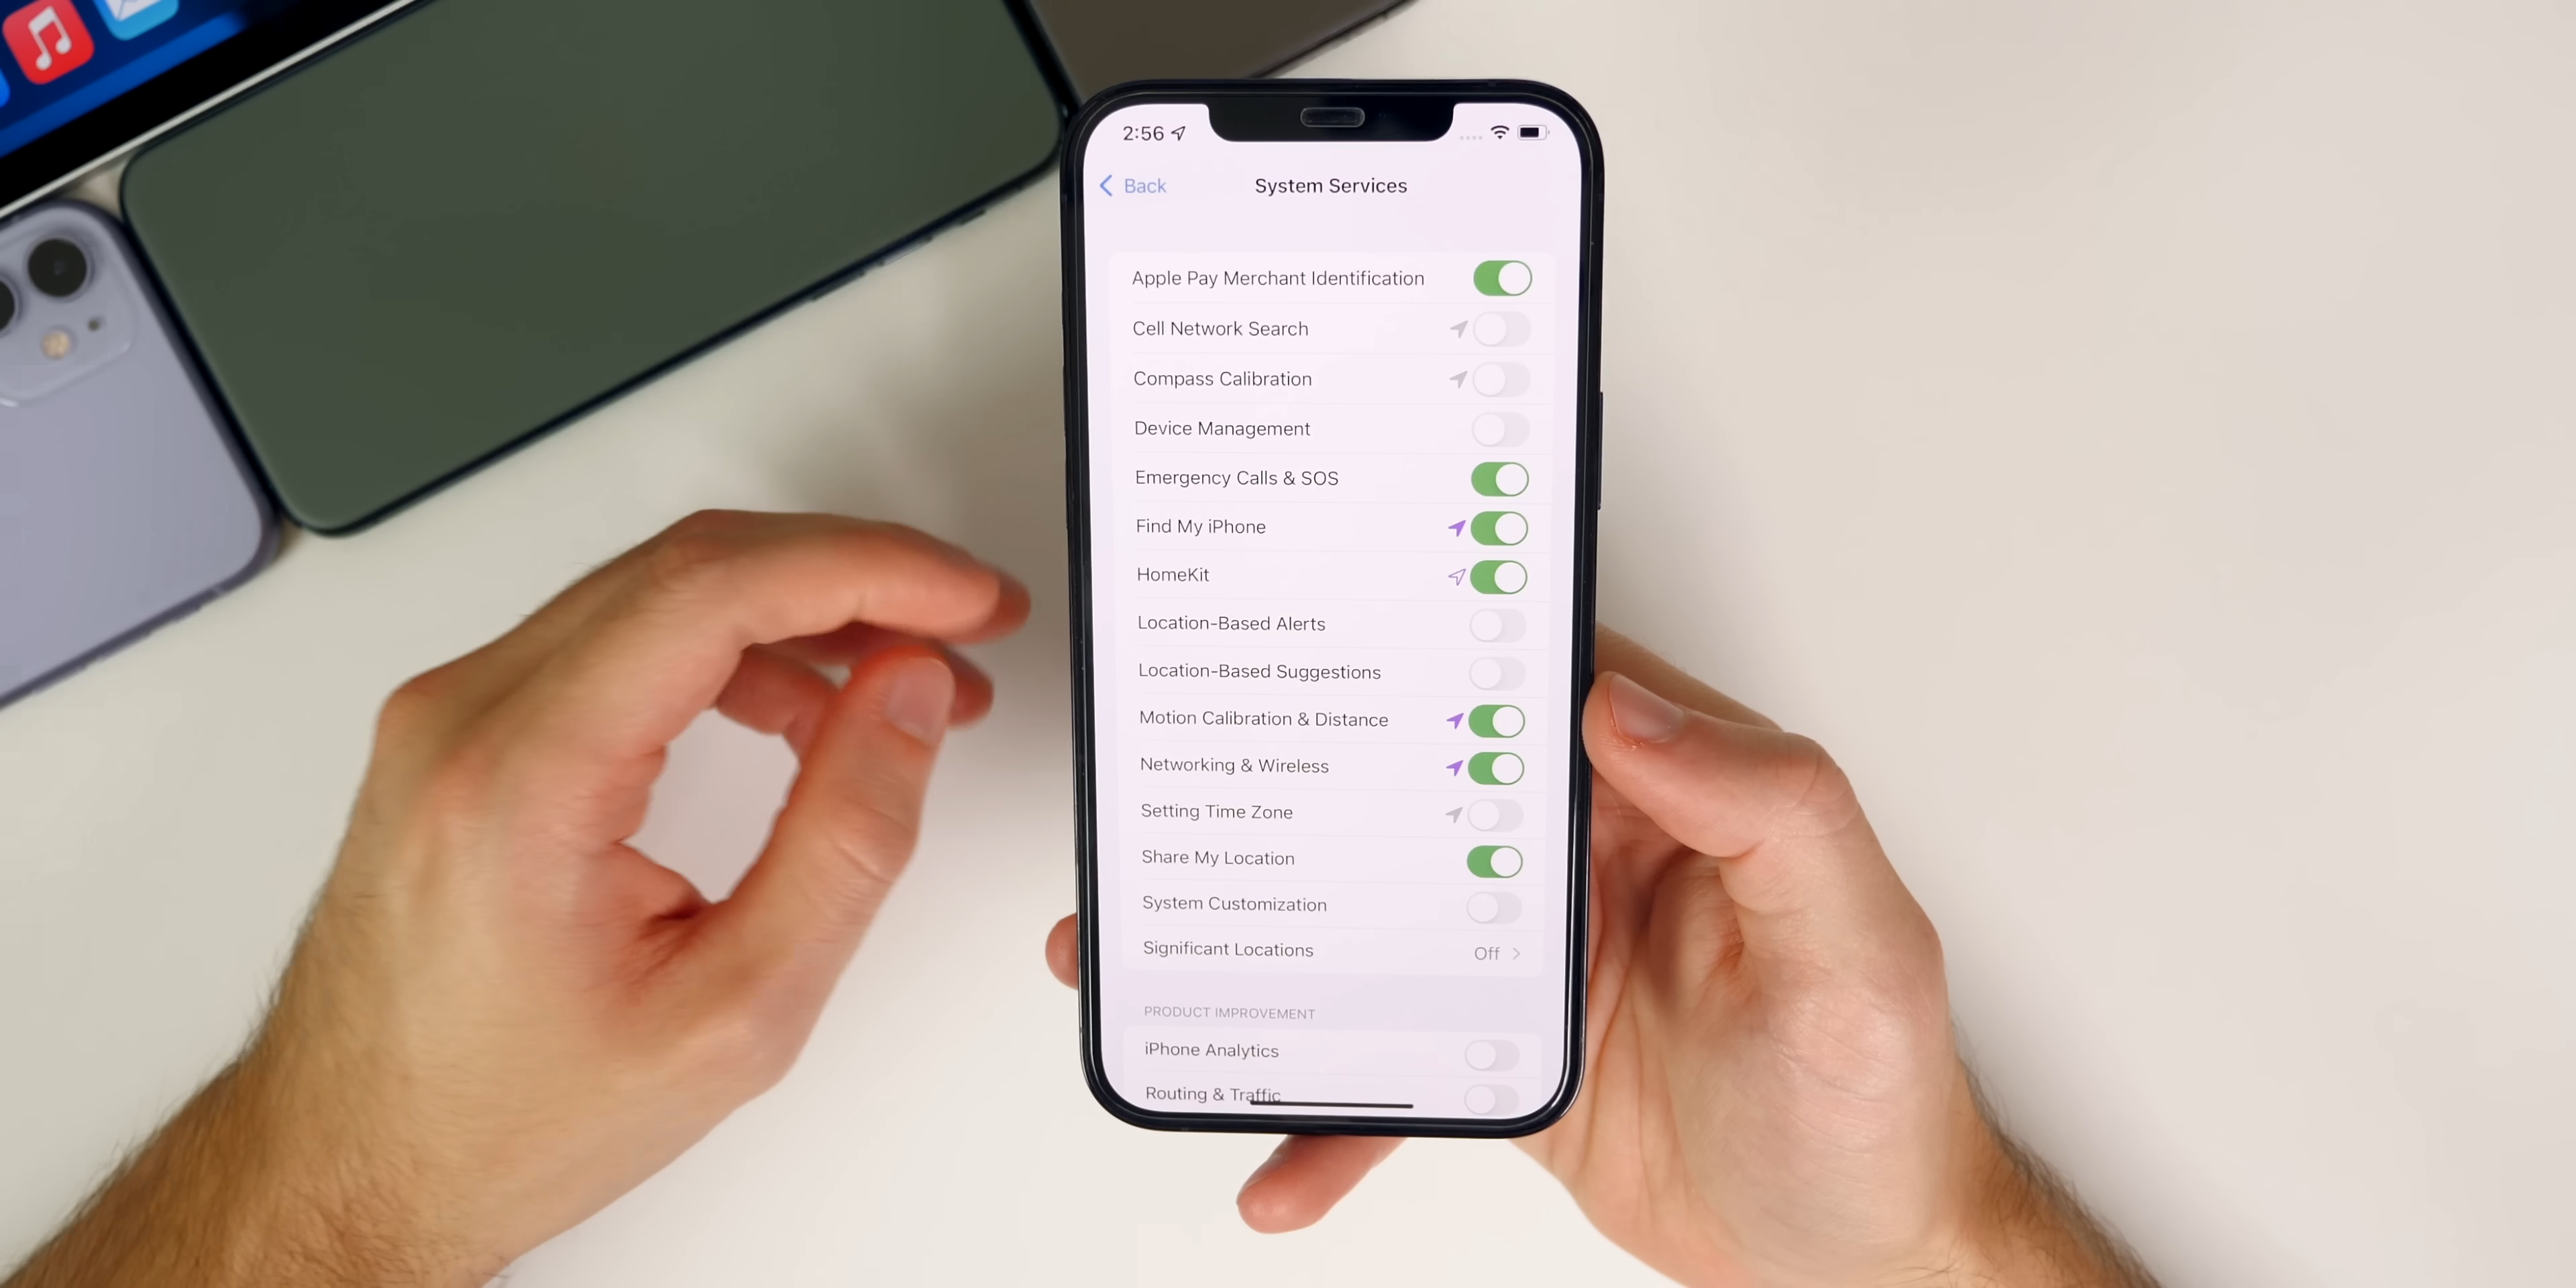 2:56
Back
System Services
Apple Pay Merchant Identification
Cell Network Search
Compass Calibration
Device Management
Emergency Calls & SOS
Find My iPhone
HomeKit
Location-Based Alerts
Location-Based Suggestions
Motion Calibration & Distance
Networking & Wireless
Setting Time Zone
Share My Location
System Customization
Significant Locations Off
PRODUCT IMPROVEMENT
iPhone Analytics
Routing & Traffic